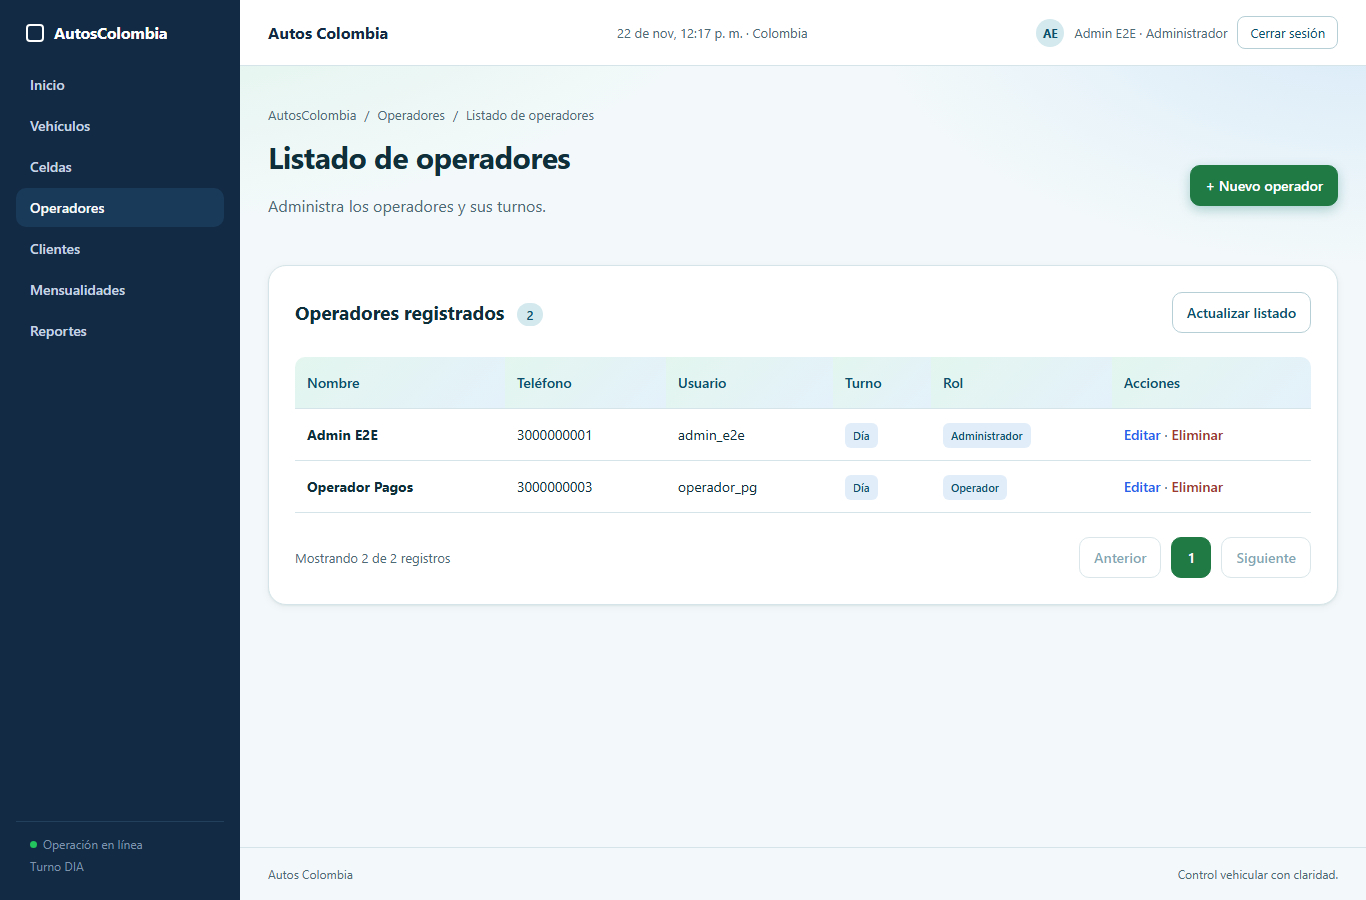 AutosColombia
Inicio
Vehículos
Celdas
Operadores
Clientes
Mensualidades
Reportes
Operación en línea
Turno DIA
Autos Colombia
22 de nov, 12:17 p. m. · Colombia
AE
Admin E2E · Administrador
Cerrar sesión
AutosColombia / Operadores / Listado de operadores
Listado de operadores
Administra los operadores y sus turnos.
+ Nuevo operador
Operadores registrados 2
Actualizar listado
Nombre Teléfono Usuario Turno Rol Acciones
Admin E2E 3000000001 admin_e2e Día Administrador Editar · Eliminar
Operador Pagos 3000000003 operador_pg Día Operador Editar · Eliminar
Mostrando 2 de 2 registros
Anterior 1 Siguiente
Autos Colombia
Control vehicular con claridad.